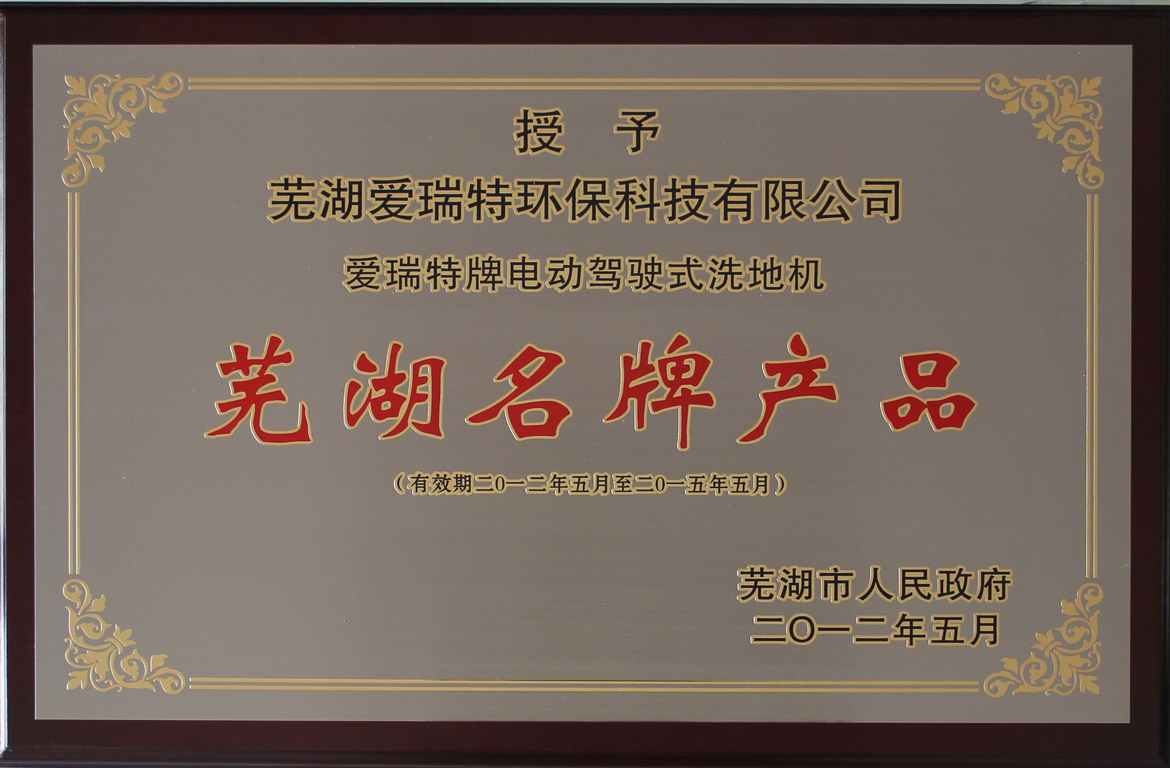 授 予
芜湖爱瑞特环保科技有限公司
爱瑞特牌电动驾驶式洗地机
芜湖名牌产品
（有效期二0一二年五月至二0一五年五月）
芜湖市人民政府
二O一二年五月